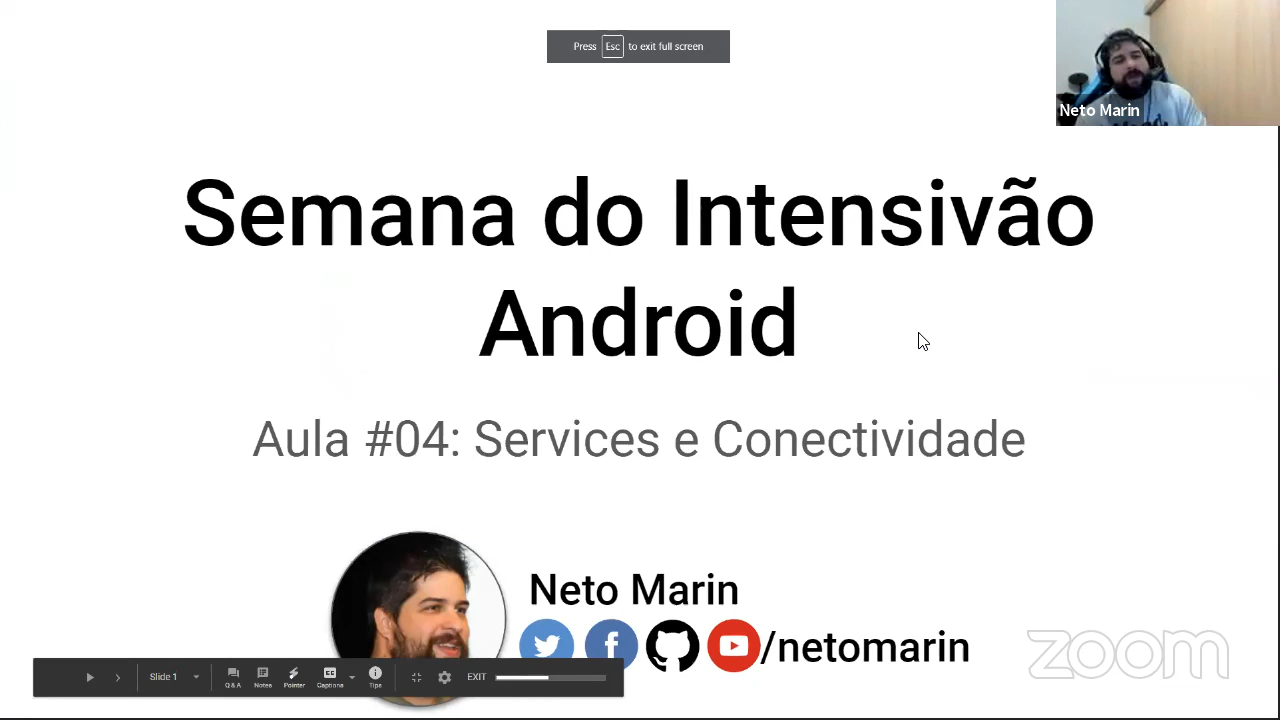 Press Esc to exit full screen
Neto Marin
Semana do Intensivão
Android
Aula #04: Services e Conectividade
Neto Marin
/netomarin
zoom
Slide 1
Q & A
Notes
Pointer
Captions
Tips
EXIT